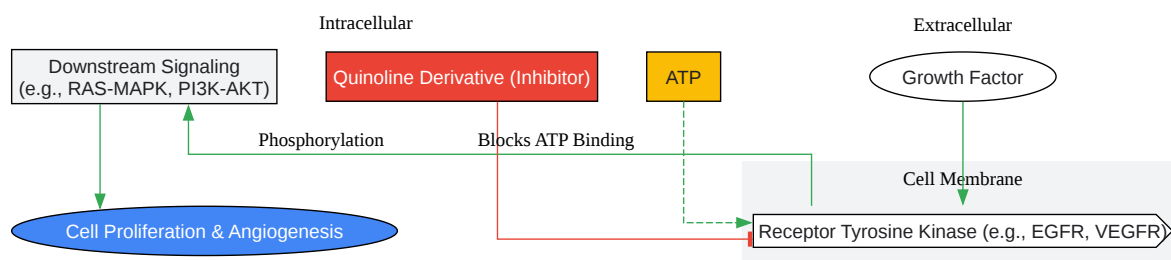 Intracellular
Extracellular
Downstream Signaling
(e.g., RAS-MAPK, PI3K-AKT)
Quinoline Derivative (Inhibitor)
ATP
Growth Factor
Phosphorylation
Blocks ATP Binding
Cell Membrane
Cell Proliferation & Angiogenesis
Receptor Tyrosine Kinase (e.g., EGFR, VEGFR)